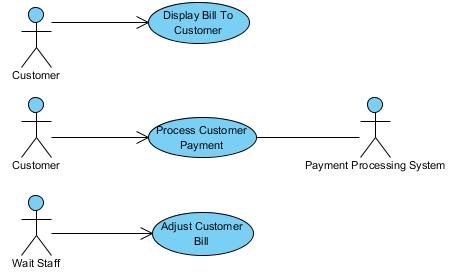 Display Bill To
Customer
Customer
Process Customer
Payment
Customer
Payment Processing System
Adjust Customer
Bill
Wait Staff